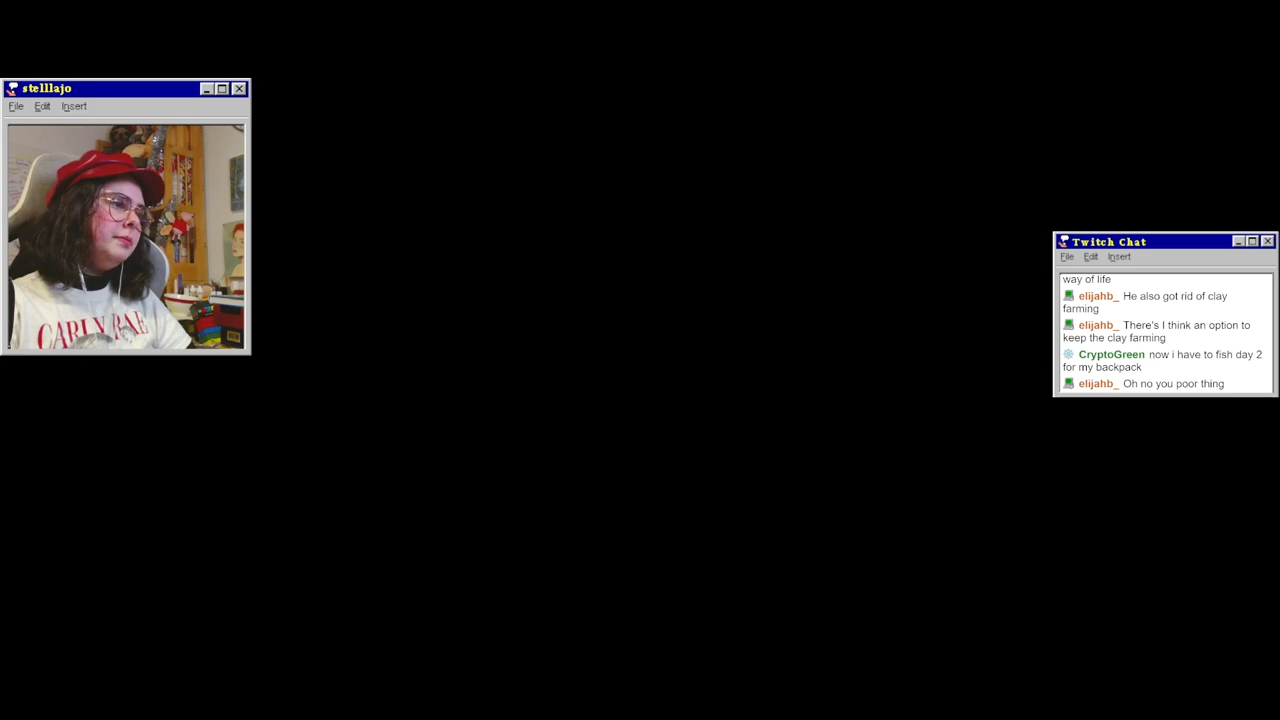 stelllajo
File Edit Insert
CARLY RAE
Twitch Chat
File Edit Insert
way of life
elijahb_ He also got rid of clay
farming
elijahb_ There's I think an option to
keep the clay farming
CryptoGreen now i have to fish day 2
for my backpack
elijahb_ Oh no you poor thing